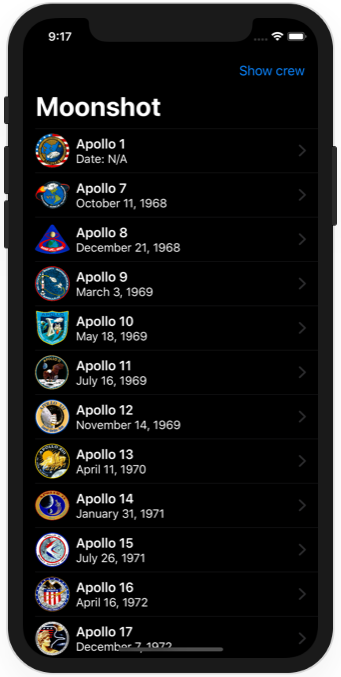 9:17
Show crew
Moonshot
Apollo 1
Date: N/A
Apollo 7
October 11, 1968
Apollo 8
December 21, 1968
Apollo 9
March 3, 1969
Apollo 10
May 18, 1969
Apollo 11
July 16, 1969
Apollo 12
November 14, 1969
Apollo 13
April 11, 1970
Apollo 14
January 31, 1971
Apollo 15
July 26, 1971
Apollo 16
April 16, 1972
Apollo 17
December 7, 1972